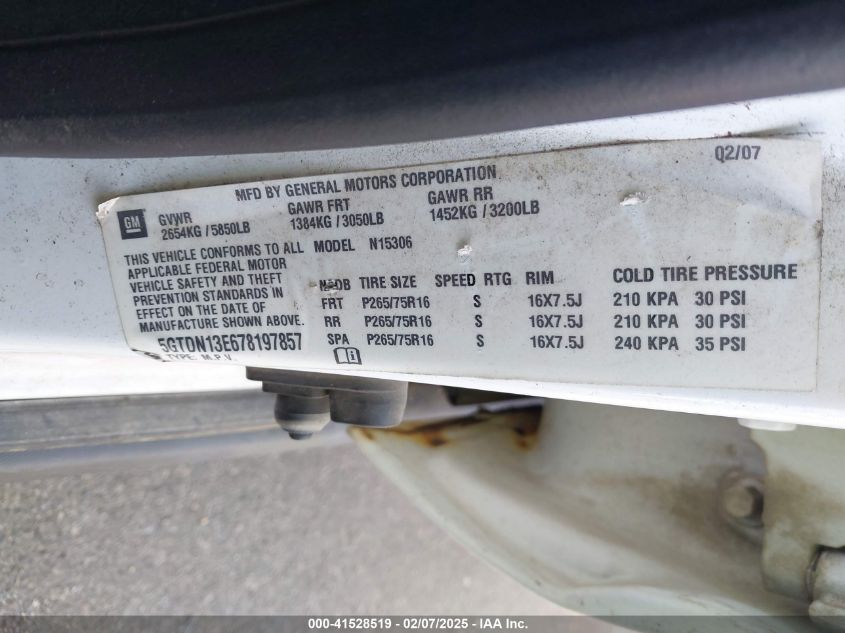 02/07
MFD BY GENERAL MOTORS CORPORATION
GM
GVWR GAWR FRT GAWR RR
2654KG / 5850LB 1384KG / 3050LB 1452KG / 3200LB
THIS VEHICLE CONFORMS TO ALL MODEL N15306
APPLICABLE FEDERAL MOTOR
VEHICLE SAFETY AND THEFT
PREVENTION STANDARDS IN
EFFECT ON THE DATE OF
MANUFACTURE SHOWN ABOVE.
TIRE SIZE SPEED RTG RIM COLD TIRE PRESSURE
FRT P265/75R16 S 16X7.5J 210 KPA 30 PSI
RR P265/75R16 S 16X7.5J 210 KPA 30 PSI
SPA P265/75R16 S 16X7.5J 240 KPA 35 PSI
5GTDN13E678197857
TYPE: M.P.V.
000-41528519 - 02/07/2025 - IAA Inc.